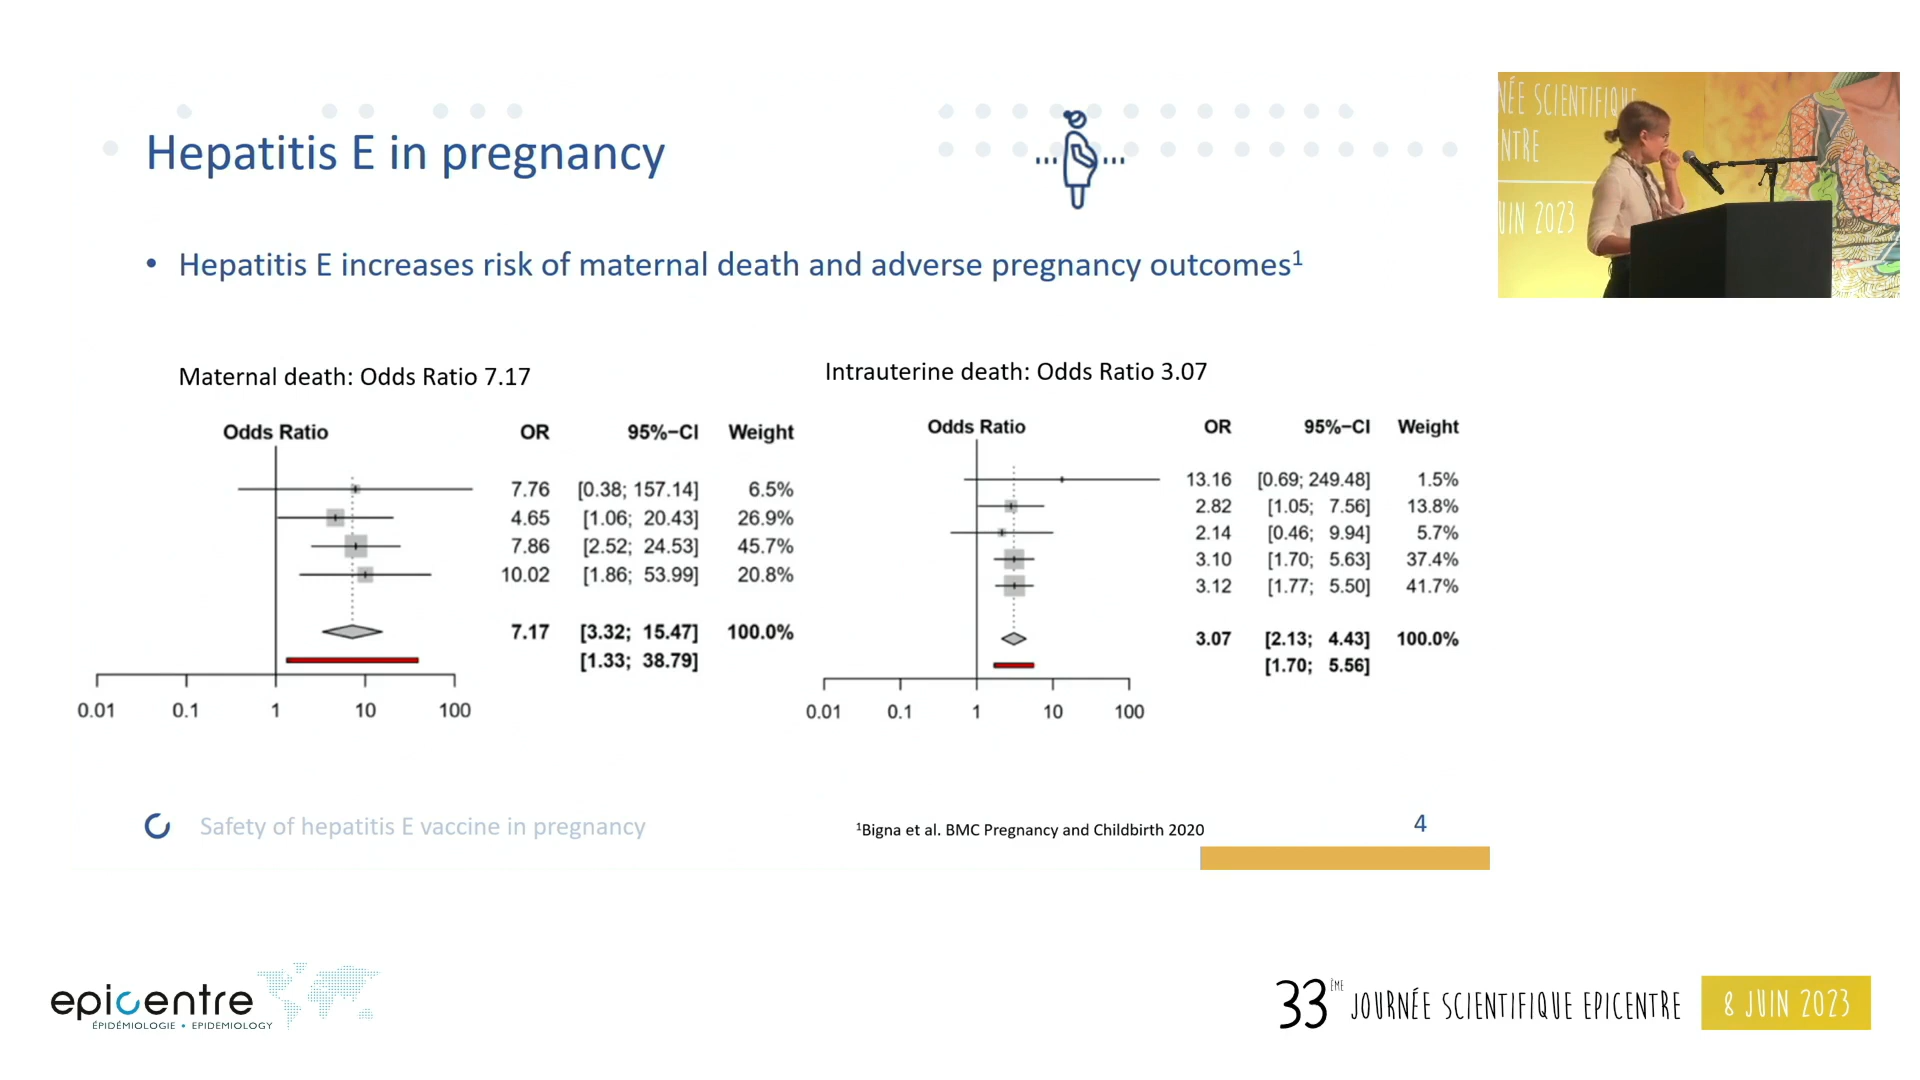 Hepatitis E in pregnancy
NÉE SCIENTIFIQUE
NTRE
UIN 2023
• Hepatitis E increases risk of maternal death and adverse pregnancy outcomes¹
Maternal death: Odds Ratio 7.17
Odds Ratio OR 95%−CI Weight
7.76 [0.38; 157.14] 6.5%
4.65 [1.06; 20.43] 26.9%
7.86 [2.52; 24.53] 45.7%
10.02 [1.86; 53.99] 20.8%
7.17 [3.32; 15.47] 100.0%
[1.33; 38.79]
0.01 0.1 1 10 100
Intrauterine death: Odds Ratio 3.07
Odds Ratio OR 95%−CI Weight
13.16 [0.69; 249.48] 1.5%
2.82 [1.05; 7.56] 13.8%
2.14 [0.46; 9.94] 5.7%
3.10 [1.70; 5.63] 37.4%
3.12 [1.77; 5.50] 41.7%
3.07 [2.13; 4.43] 100.0%
[1.70; 5.56]
0.01 0.1 1 10 100
Safety of hepatitis E vaccine in pregnancy
¹Bigna et al. BMC Pregnancy and Childbirth 2020
4
epicentre
ÉPIDÉMIOLOGIE • EPIDEMIOLOGY
33ÈME JOURNÉE SCIENTIFIQUE EPICENTRE
8 JUIN 2023